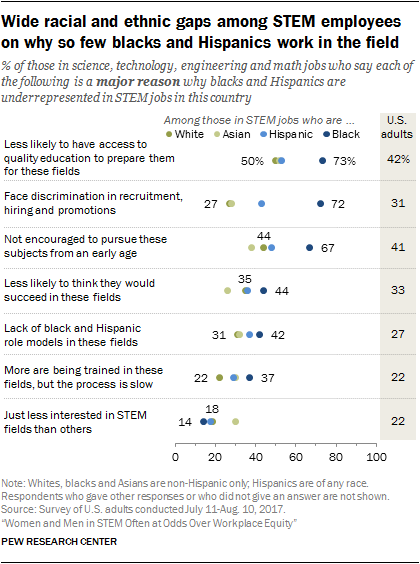 Wide racial and ethnic gaps among STEM employees
on why so few blacks and Hispanics work in the field
% of those in science, technology, engineering and math jobs who say each of
the following is a major reason why blacks and Hispanics are
underrepresented in STEM jobs in this country
Among those in STEM jobs who are ...
White Asian Hispanic Black
U.S.
adults
Less likely to have access to
quality education to prepare them
for these fields
50% 73% 42%
Face discrimination in recruitment,
hiring and promotions
27 72 31
Not encouraged to pursue these
subjects from an early age
44 67 41
Less likely to think they would
succeed in these fields
35 44 33
Lack of black and Hispanic
role models in these fields
31 42 27
More are being trained in these
fields, but the process is slow
22 37 22
Just less interested in STEM
fields than others
14 18 22
0 20 40 60 80 100
Note: Whites, blacks and Asians are non-Hispanic only; Hispanics are of any race.
Respondents who gave other responses or who did not give an answer are not shown.
Source: Survey of U.S. adults conducted July 11-Aug. 10, 2017.
“Women and Men in STEM Often at Odds Over Workplace Equity”
PEW RESEARCH CENTER